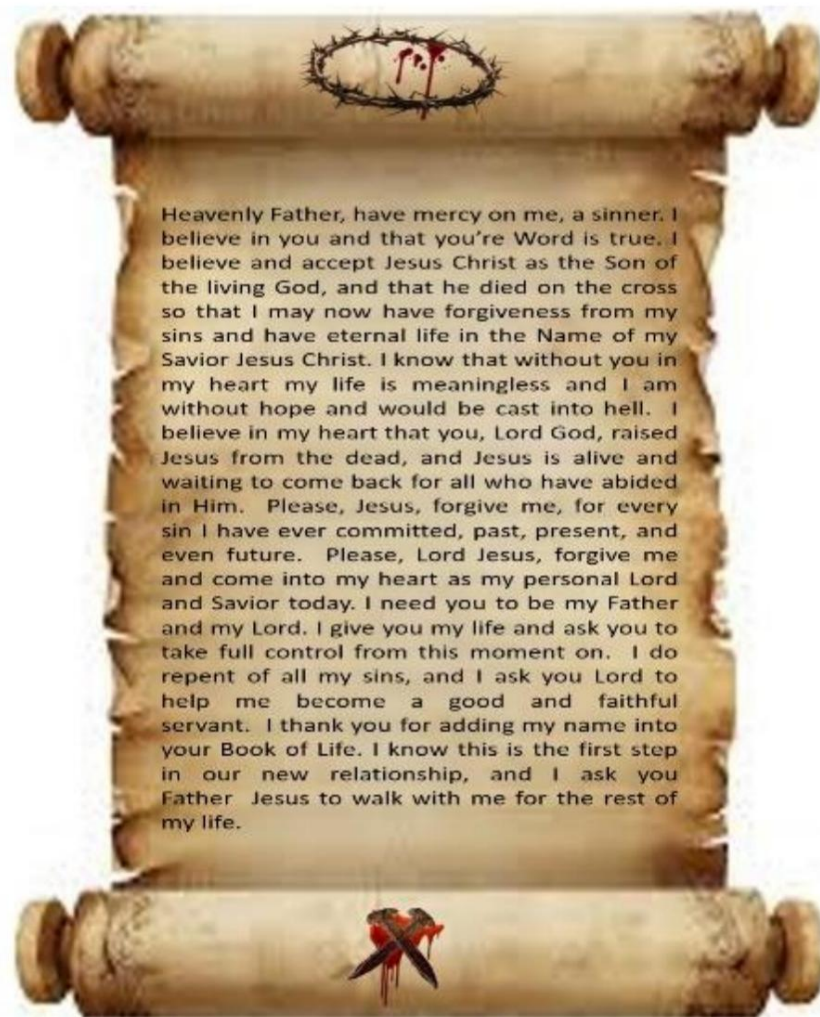 Heavenly Father, have mercy on me, a sinner. I
believe in you and that you’re Word is true. I
believe and accept Jesus Christ as the Son of
the living God, and that he died on the cross
so that I may now have forgiveness from my
sins and have eternal life in the Name of my
Savior Jesus Christ. I know that without you in
my heart my life is meaningless and I am
without hope and would be cast into hell.  I
believe in my heart that you, Lord God, raised
Jesus from the dead, and Jesus is alive and
waiting to come back for all who have abided
in Him.  Please, Jesus, forgive me, for every
sin I have ever committed, past, present, and
even future.  Please, Lord Jesus, forgive me
and come into my heart as my personal Lord
and Savior today. I need you to be my Father
and my Lord. I give you my life and ask you to
take full control from this moment on.  I do
repent of all my sins, and I ask you Lord to
help me become a good and faithful
servant.  I thank you for adding my name into
your Book of Life. I know this is the first step
in our new relationship, and I ask you
Father  Jesus to walk with me for the rest of
my life.